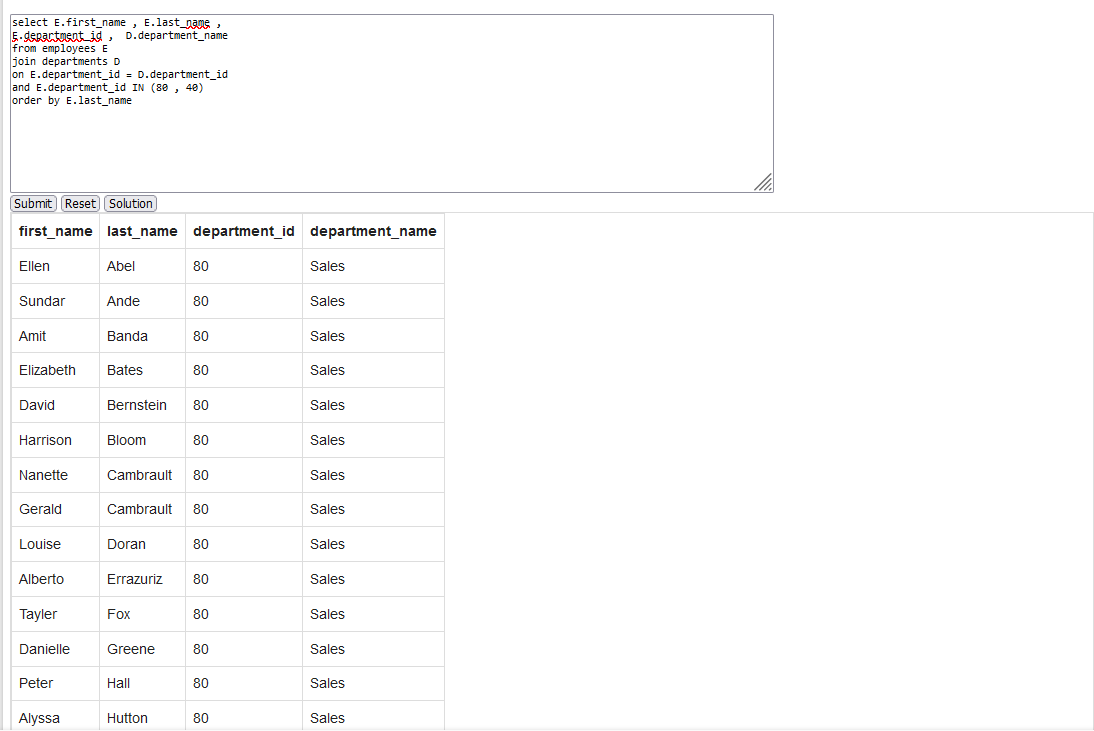 select E.first_name , E.last_name ,
E.department_id ,  D.department_name
from employees E
join departments D
on E.department_id = D.department_id
and E.department_id IN (80 , 40)
order by E.last_name
Submit Reset Solution
first_name last_name department_id department_name
Ellen Abel 80 Sales
Sundar Ande 80 Sales
Amit Banda 80 Sales
Elizabeth Bates 80 Sales
David Bernstein 80 Sales
Harrison Bloom 80 Sales
Nanette Cambrault 80 Sales
Gerald Cambrault 80 Sales
Louise Doran 80 Sales
Alberto Errazuriz 80 Sales
Tayler Fox 80 Sales
Danielle Greene 80 Sales
Peter Hall 80 Sales
Alyssa Hutton 80 Sales